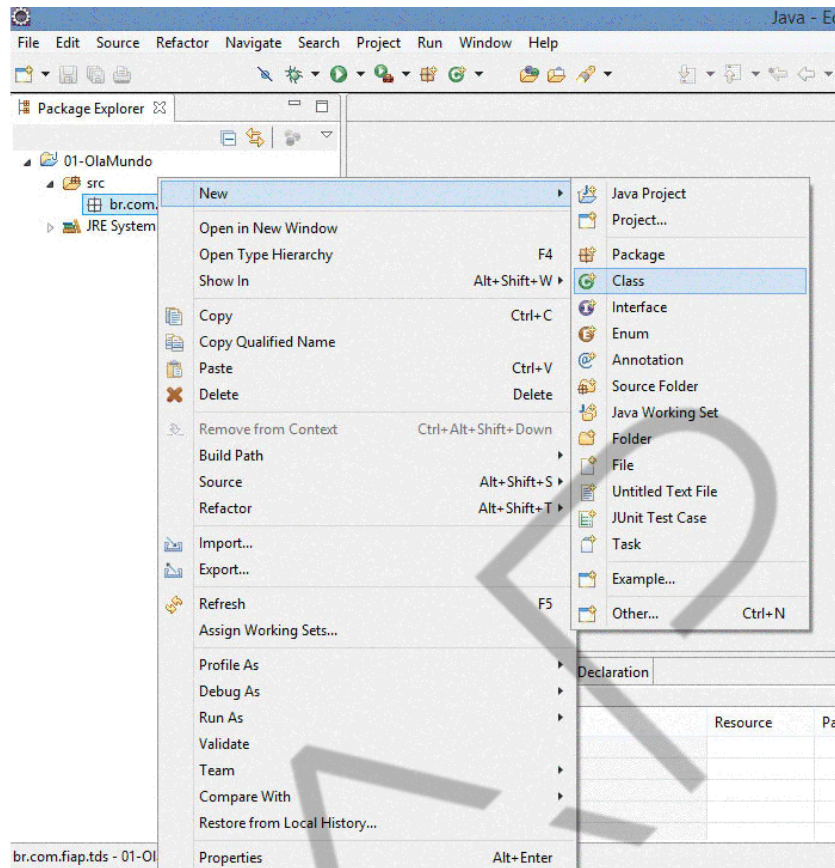 Java - Ec
File Edit Source Refactor Navigate Search Project Run Window Help
Package Explorer
01-OlaMundo
src
br.com.
JRE System
New
Open in New Window
Open Type Hierarchy F4
Show In Alt+Shift+W
Copy Ctrl+C
Copy Qualified Name
Paste Ctrl+V
Delete Delete
Remove from Context Ctrl+Alt+Shift+Down
Build Path
Source Alt+Shift+S
Refactor Alt+Shift+T
Import...
Export...
Refresh F5
Assign Working Sets...
Profile As
Debug As
Run As
Validate
Team
Compare With
Restore from Local History...
Properties Alt+Enter
Java Project
Project...
Package
Class
Interface
Enum
Annotation
Source Folder
Java Working Set
Folder
File
Untitled Text File
JUnit Test Case
Task
Example...
Other... Ctrl+N
Declaration
Resource Pa
br.com.fiap.tds - 01-Ol